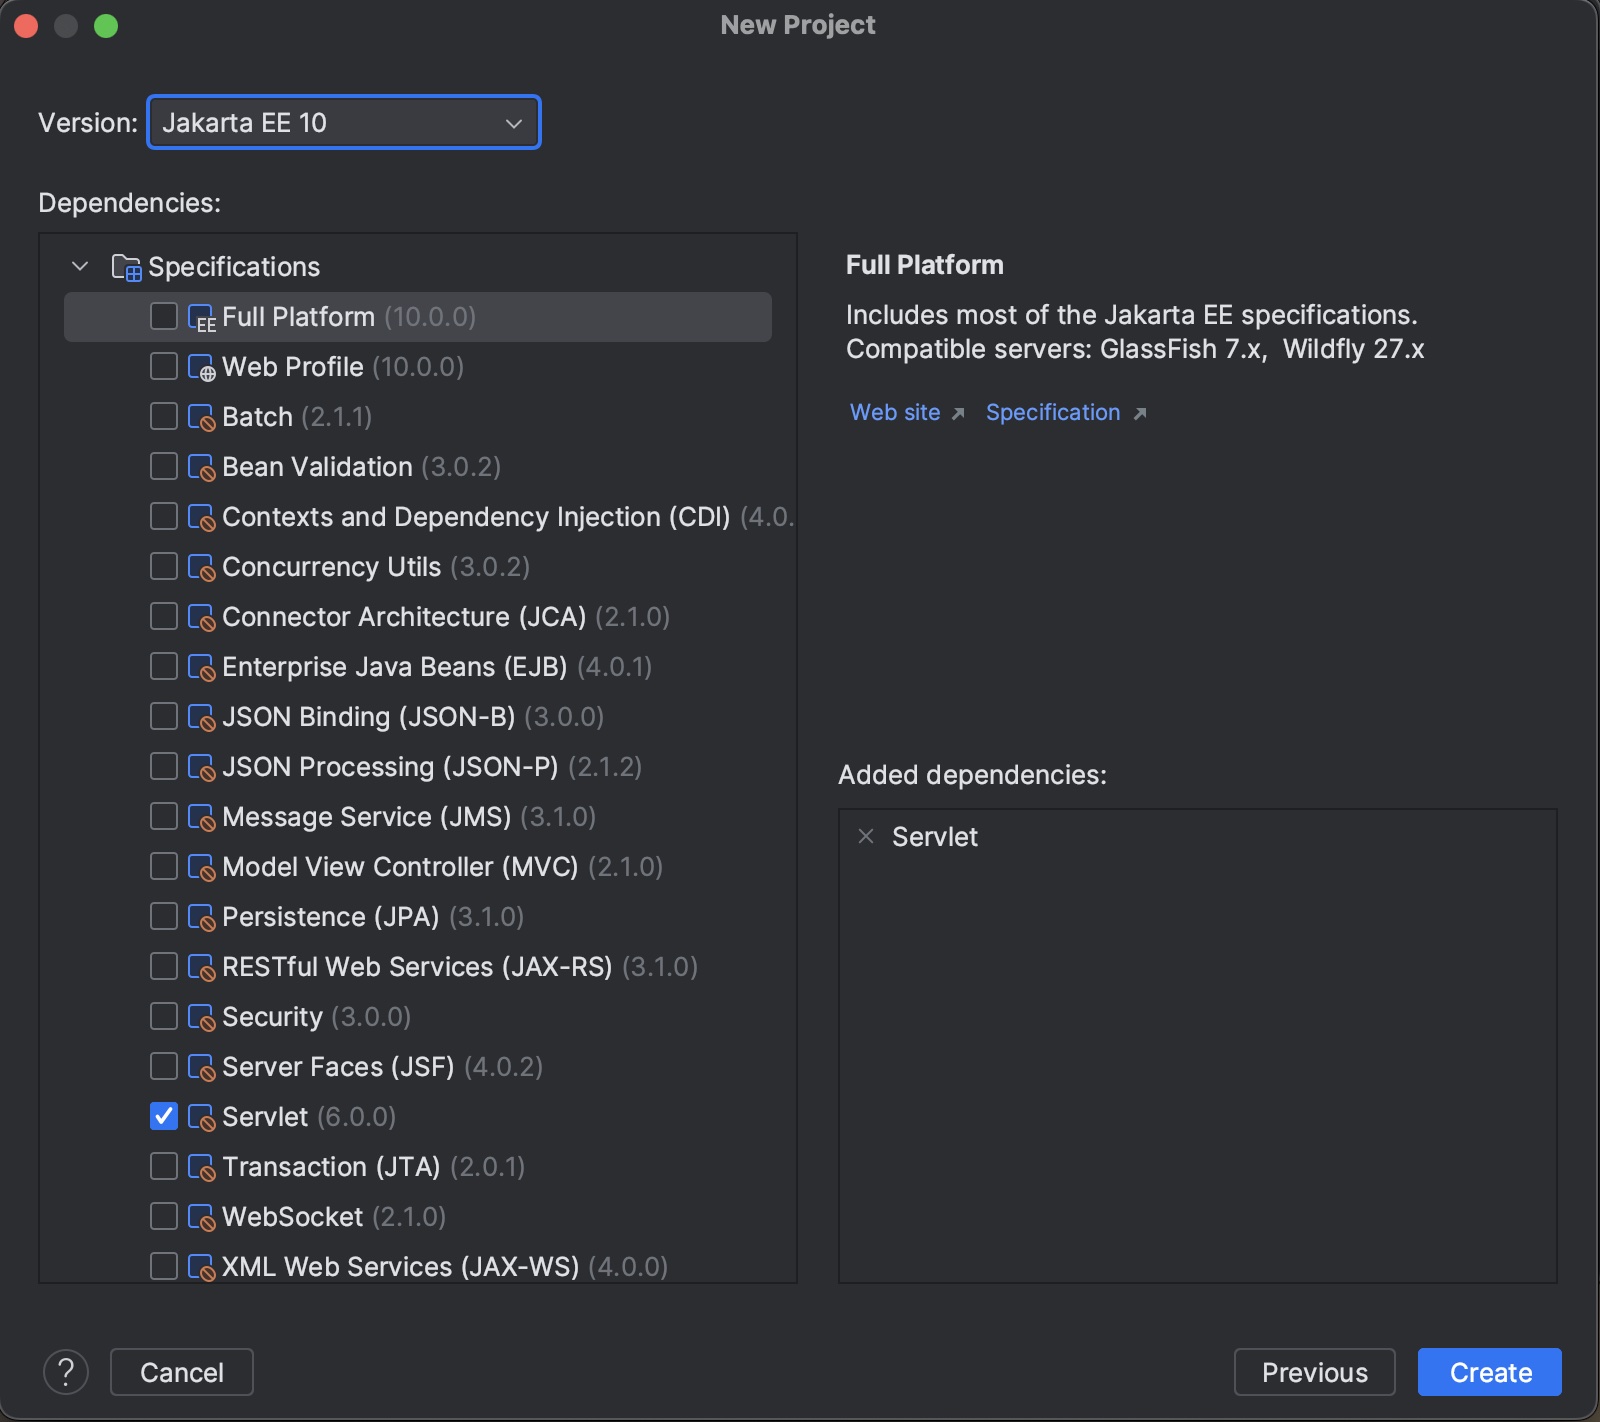 New Project
Version: Jakarta EE 10
Dependencies:
Specifications
EE Full Platform (10.0.0)
Web Profile (10.0.0)
Batch (2.1.1)
Bean Validation (3.0.2)
Contexts and Dependency Injection (CDI) (4.0.
Concurrency Utils (3.0.2)
Connector Architecture (JCA) (2.1.0)
Enterprise Java Beans (EJB) (4.0.1)
JSON Binding (JSON-B) (3.0.0)
JSON Processing (JSON-P) (2.1.2)
Message Service (JMS) (3.1.0)
Model View Controller (MVC) (2.1.0)
Persistence (JPA) (3.1.0)
RESTful Web Services (JAX-RS) (3.1.0)
Security (3.0.0)
Server Faces (JSF) (4.0.2)
Servlet (6.0.0)
Transaction (JTA) (2.0.1)
WebSocket (2.1.0)
XML Web Services (JAX-WS) (4.0.0)
Full Platform
Includes most of the Jakarta EE specifications.
Compatible servers: GlassFish 7.x, Wildfly 27.x
Web site ↗ Specification ↗
Added dependencies:
Servlet
? Cancel Previous Create